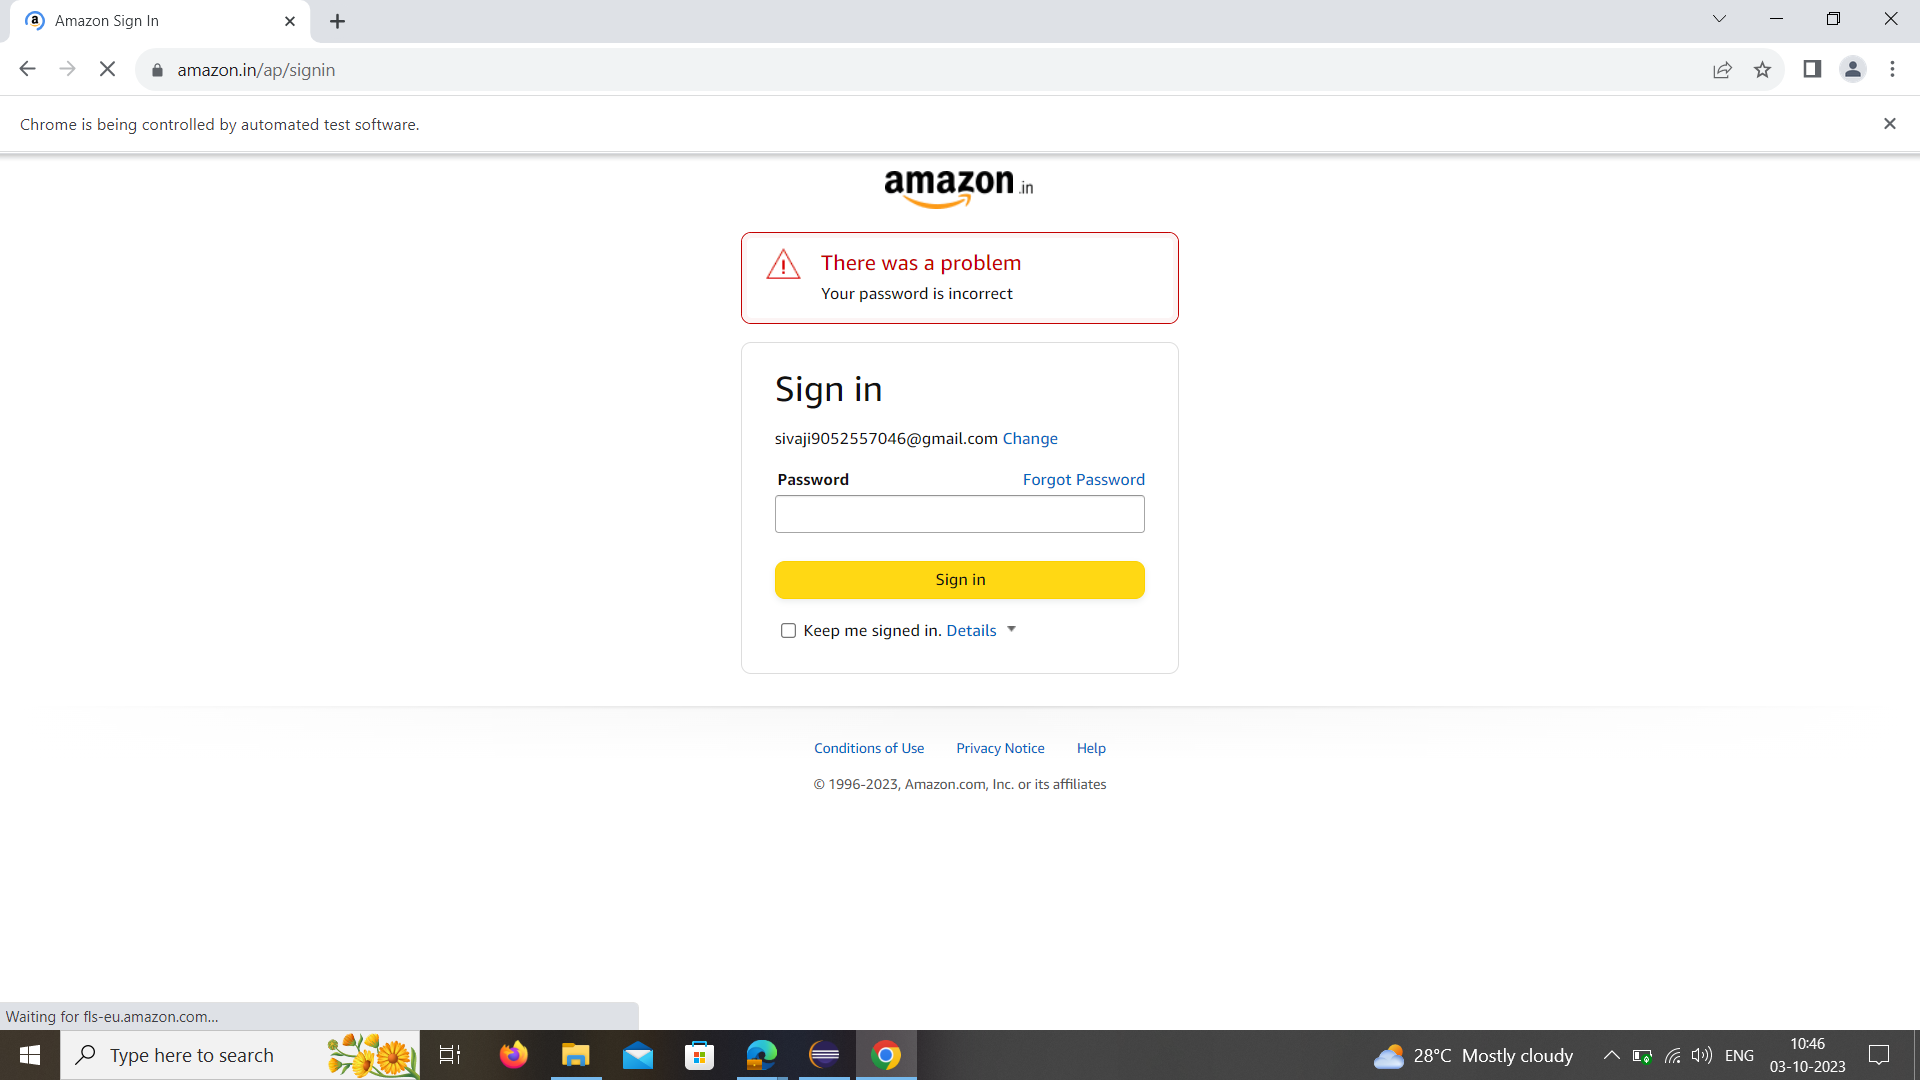 Amazon Sign In
amazon.in/ap/signin
Chrome is being controlled by automated test software.
amazon.in
There was a problem
Your password is incorrect
Sign in
sivaji9052557046@gmail.com Change
Password Forgot Password
Sign in
Keep me signed in. Details
Conditions of Use Privacy Notice Help
© 1996-2023, Amazon.com, Inc. or its affiliates
Waiting for fls-eu.amazon.com...
Type here to search
28°C Mostly cloudy
ENG
10:46
03-10-2023